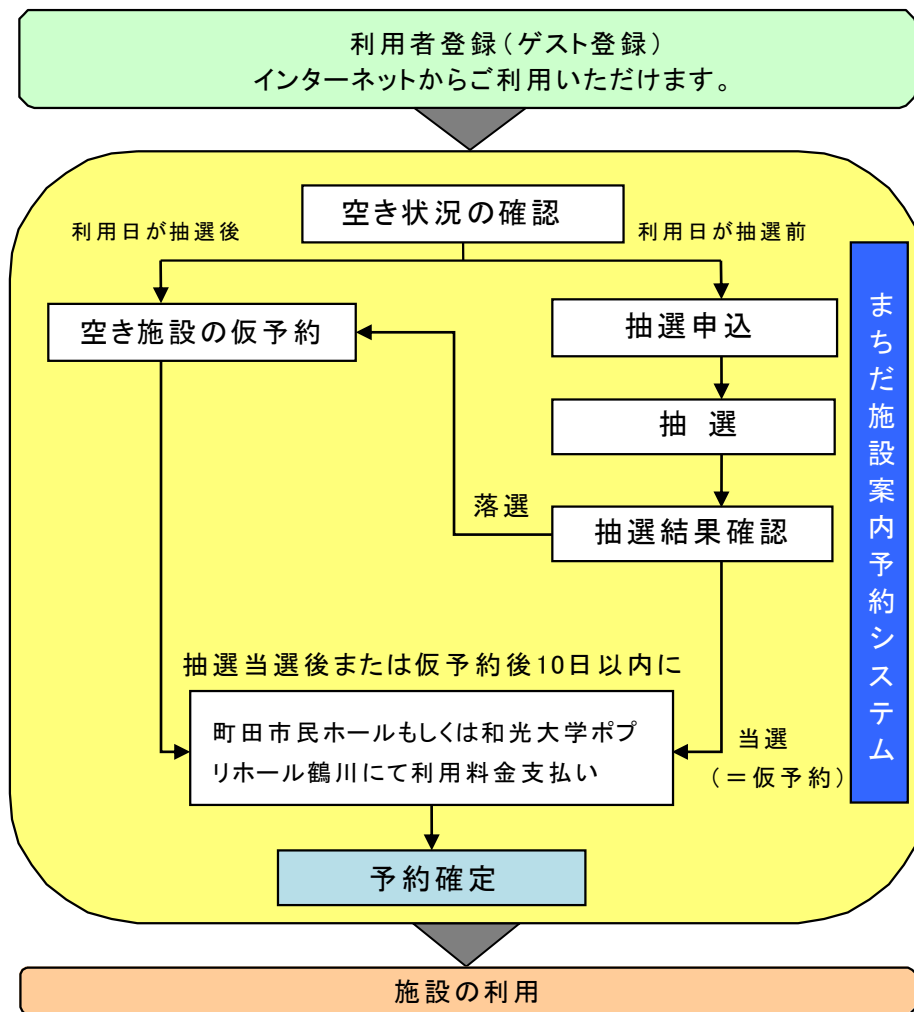 利用者登録（ゲスト登録）
インターネットからご利用いただけます。
空き状況の確認
利用日が抽選後
利用日が抽選前
空き施設の仮予約
抽選申込
抽 選
落選
抽選結果確認
まちだ施設案内予約システム
抽選当選後または仮予約後10日以内に
町田市民ホールもしくは和光大学ポプ
リホール鶴川にて利用料金支払い
当選
（＝仮予約）
予約確定
施設の利用